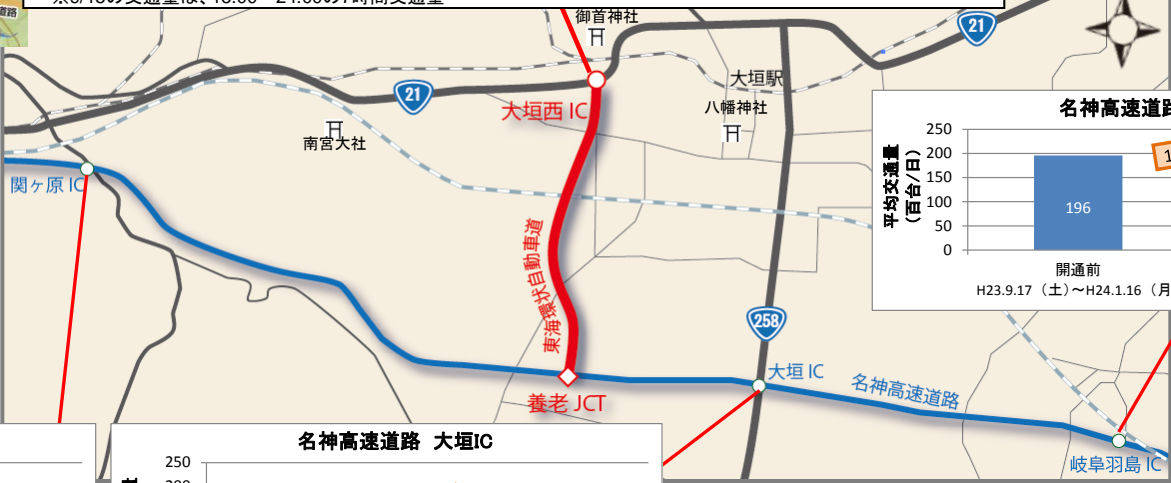 道路
21
御首神社
大垣駅
21
大垣西 IC
八幡神社
南宮大社
関ヶ原 IC
名神高速道路
平均交通量
(百台/日)
250
200
150
100
50
0
196
1
開通前
H23.9.17 (土)～H24.1.16 (月
東海環状自動車道
258
大垣 IC
名神高速道路
養老 JCT
岐阜羽島 IC
名神高速道路 大垣IC
250